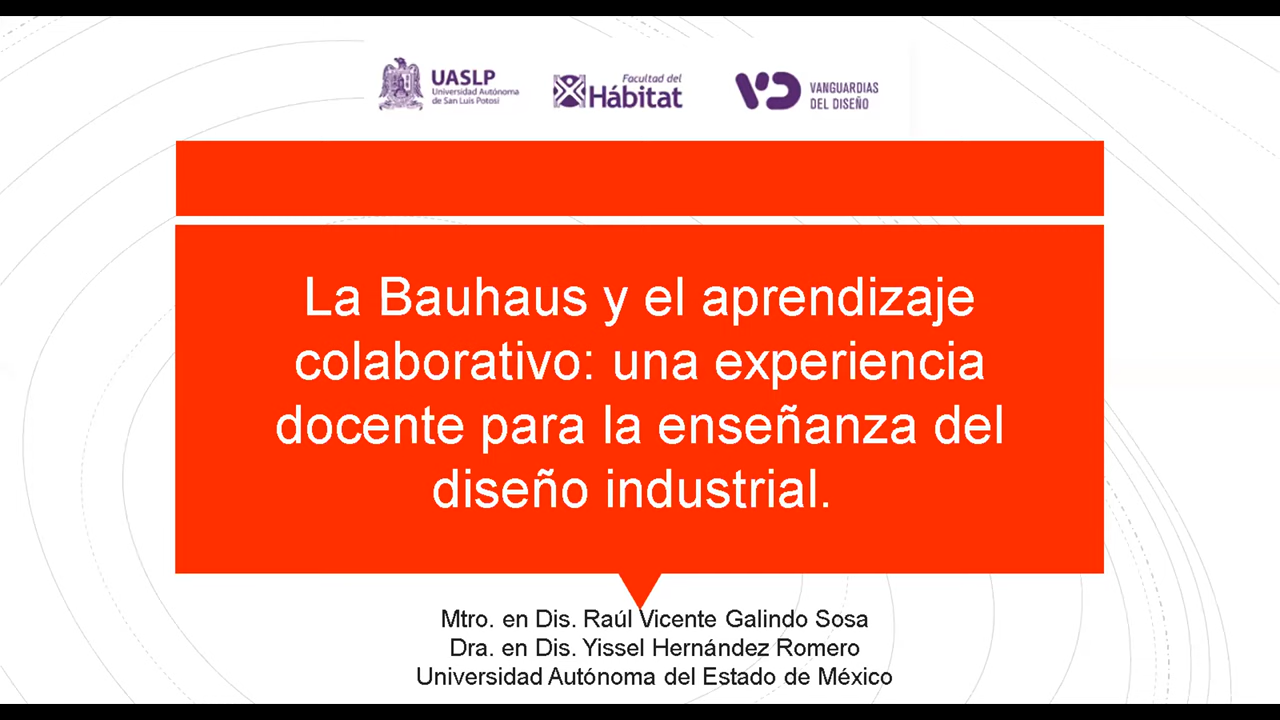 UASLP
Universidad Autónoma
de San Luis Potosí
Facultad del
Hábitat
VANGUARDIAS
DEL DISEÑO
La Bauhaus y el aprendizaje
colaborativo: una experiencia
docente para la enseñanza del
diseño industrial.
Mtro. en Dis. Raúl Vicente Galindo Sosa
Dra. en Dis. Yissel Hernández Romero
Universidad Autónoma del Estado de México